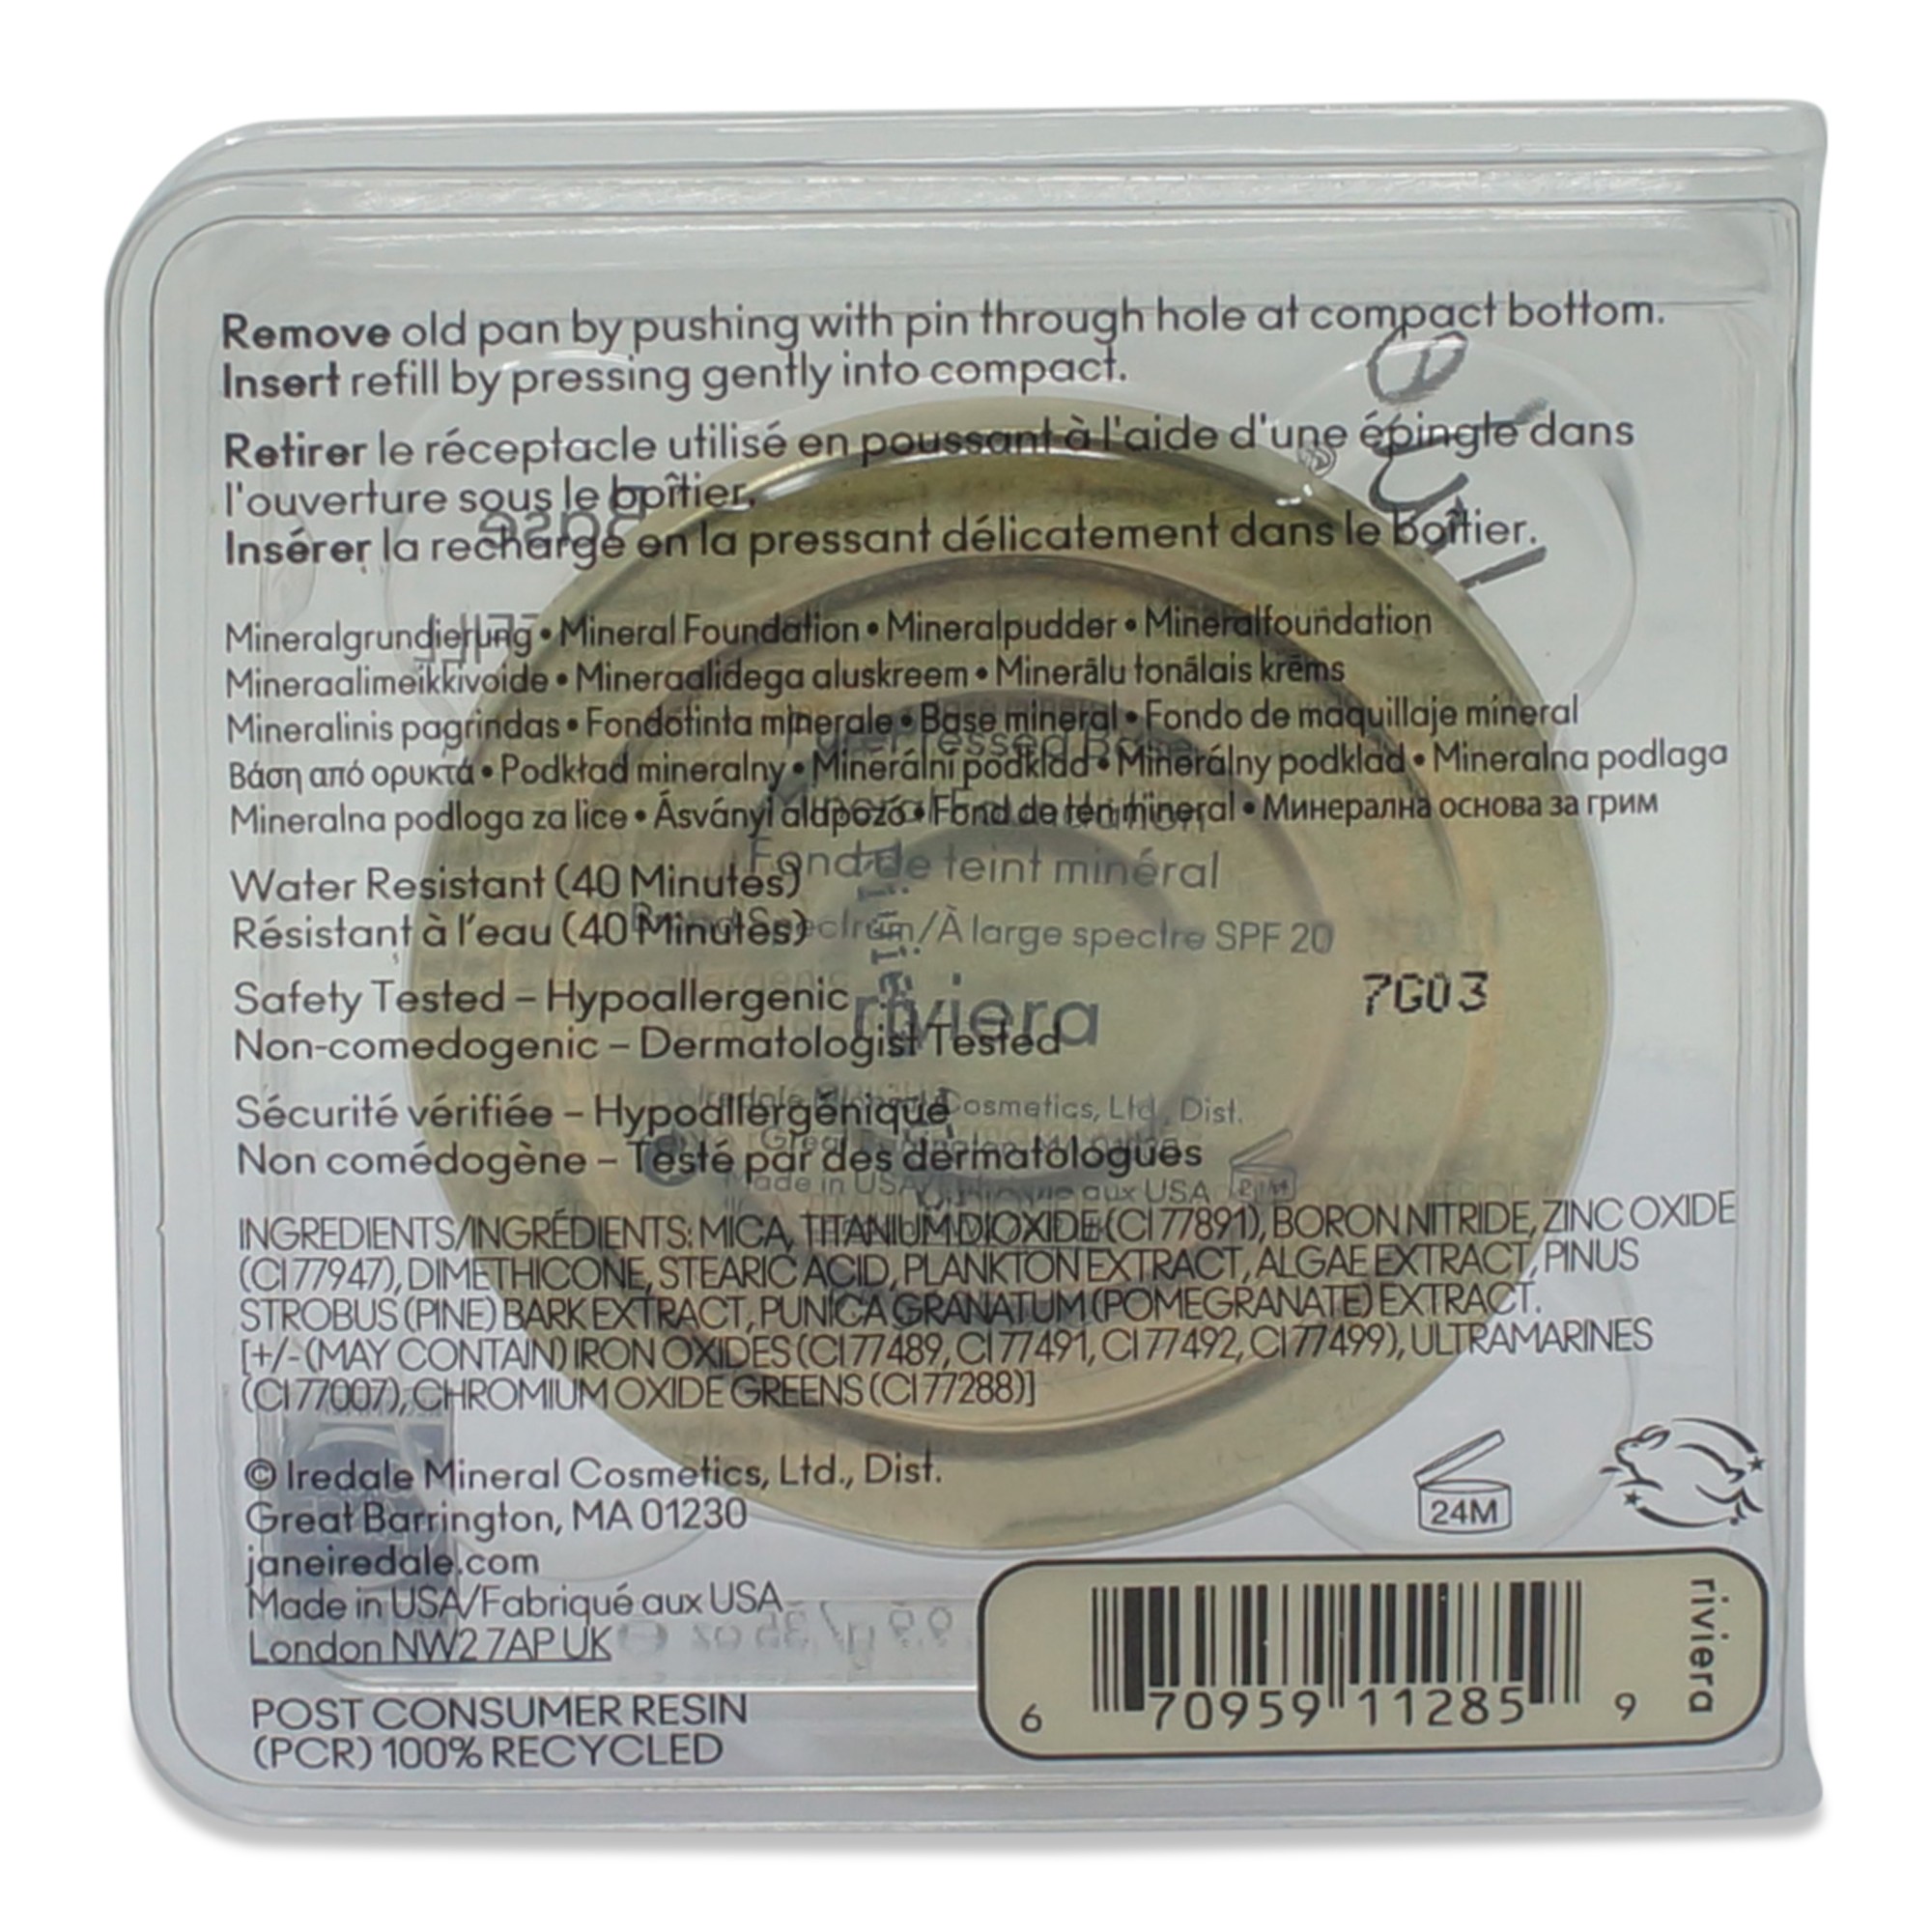 Remove old pan by pushing with pin through hole at compact bottom.
Insert refill by pressing gently into compact.
Retirer le réceptacle utilisé en poussant à l'aide d'une épingle dans
l'ouverture sous le boîtier.
Insérer la recharge en la pressant délicatement dans le boîtier.
Mineralgrundierung • Mineral Foundation • Mineralpudder • Mineralfoundation
Mineraalimeikkivoide • Mineraalidega aluskreem • Minerālu tonālais krēms
Mineralinis pagrindas • Fondotinta minerale • Base mineral • Fondo de maquillaje mineral
Βάση από ορυκτά • Podkład mineralny • Minerální podklad • Minerálny podklad • Mineralna podlaga
Mineralna podloga za lice • Ásványi alapozó • Fond de ten mineral • Минерална основа за грим
Fond de teint minéral
Water Resistant (40 Minutes)
Résistant à l'eau (40 Minutes)
Spectrum/À large spectre SPF 20
Safety Tested – Hypoallergenic
riviera
7G03
Non-comedogenic – Dermatologist Tested
Sécurité vérifiée – Hypoallergénique
Cosmetics, Ltd., Dist.
Non comédogène – Testé par des dermatologues
Made in USA/ aux USA
INGREDIENTS/INGRÉDIENTS: MICA, TITANIUM DIOXIDE (CI 77891), BORON NITRIDE, ZINC OXIDE
(CI 77947), DIMETHICONE, STEARIC ACID, PLANKTON EXTRACT, ALGAE EXTRACT, PINUS
STROBUS (PINE) BARK EXTRACT, PUNICA GRANATUM (POMEGRANATE) EXTRACT.
[+/- (MAY CONTAIN) IRON OXIDES (CI 77489, CI 77491, CI 77492, CI 77499), ULTRAMARINES
(CI 77007), CHROMIUM OXIDE GREENS (CI 77288)]
© Iredale Mineral Cosmetics, Ltd., Dist.
Great Barrington, MA 01230
janeiredale.com
Made in USA/Fabriqué aux USA
London NW2 7AP UK
24M
POST CONSUMER RESIN
(PCR) 100% RECYCLED
6 70959 11285 9
riviera